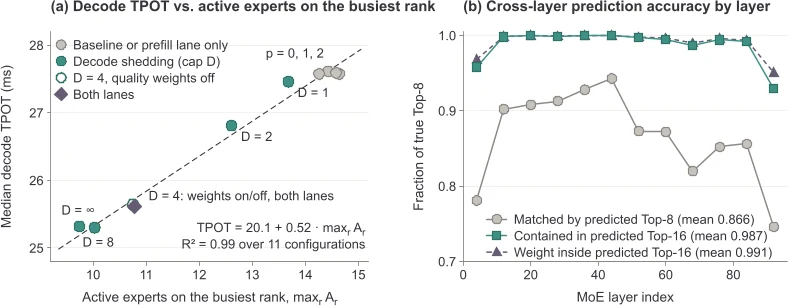 (a) Decode TPOT vs. active experts on the busiest rank
28
27
26
25
Median decode TPOT (ms)
Baseline or prefill lane only
Decode shedding (cap D)
D = 4, quality weights off
Both lanes
p = 0, 1, 2
D = 1
D = 2
D = 4: weights on/off, both lanes
D = ∞
D = 8
TPOT = 20.1 + 0.52 · maxr Ar
R² = 0.99 over 11 configurations
10 11 12 13 14 15
Active experts on the busiest rank, maxr Ar
(b) Cross-layer prediction accuracy by layer
1.0
0.9
0.8
0.7
Fraction of true Top-8
Matched by predicted Top-8 (mean 0.866)
Contained in predicted Top-16 (mean 0.987)
Weight inside predicted Top-16 (mean 0.991)
0 20 40 60 80
MoE layer index